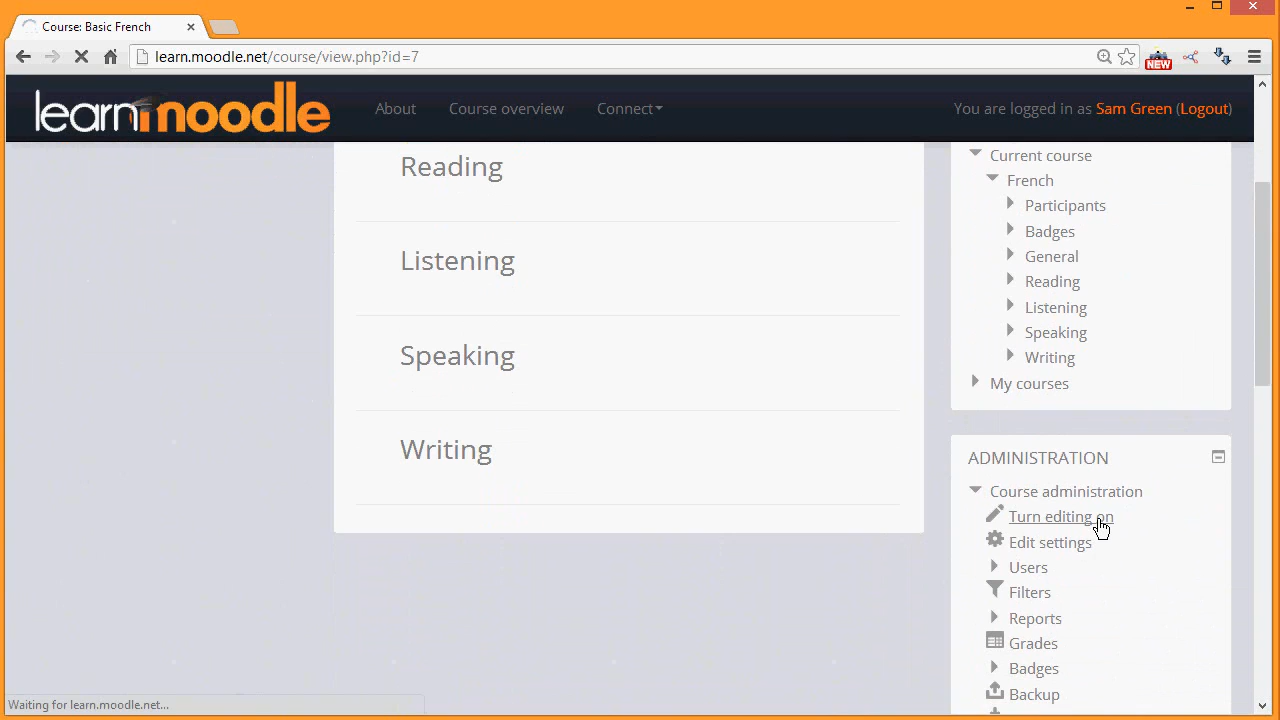 Course: Basic French
learn.moodle.net/course/view.php?id=7
NEW
learn moodle
About
Course overview
Connect
You are logged in as Sam Green (Logout)
Reading
Listening
Speaking
Writing
Current course
French
Participants
Badges
General
Reading
Listening
Speaking
Writing
My courses
ADMINISTRATION
Course administration
Turn editing on
Edit settings
Users
Filters
Reports
Grades
Badges
Backup
Waiting for learn.moodle.net...